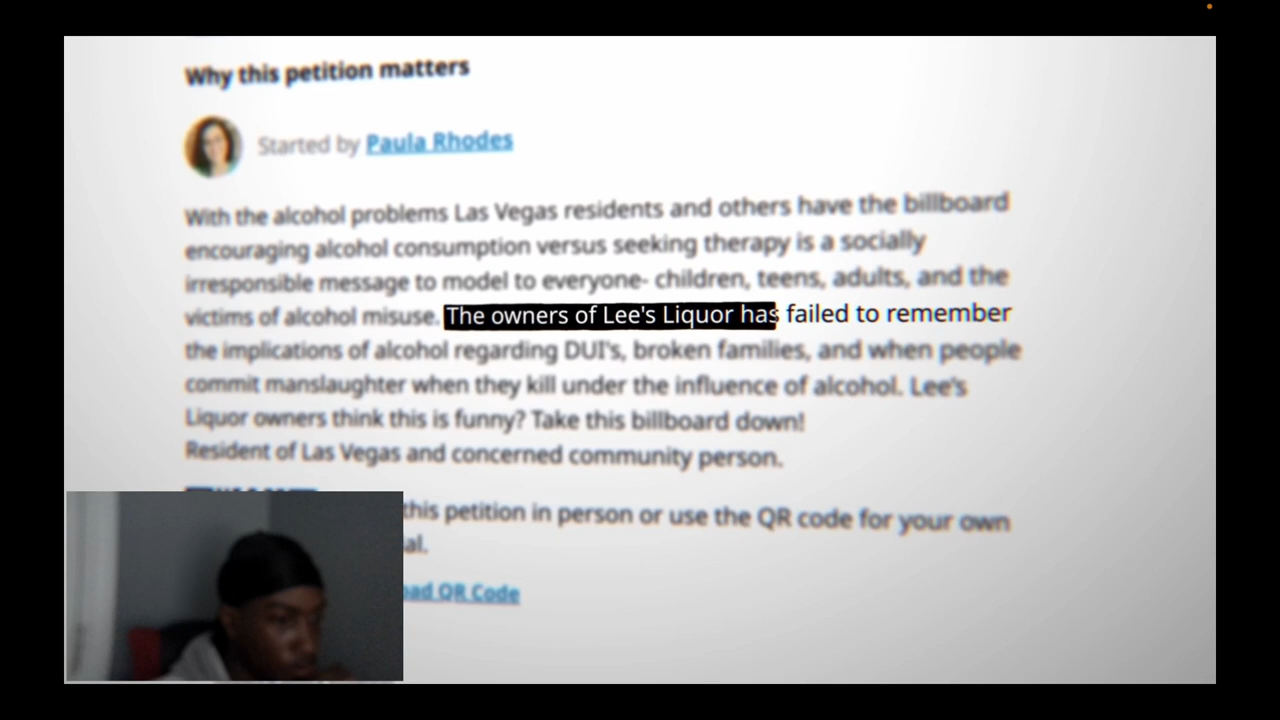 Why this petition matters
Started by Paula Rhodes
With the alcohol problems Las Vegas residents and others have the billboard
encouraging alcohol consumption versus seeking therapy is a socially
irresponsible message to model to everyone- children, teens, adults, and the
victims of alcohol misuse. The owners of Lee's Liquor has failed to remember
the implications of alcohol regarding DUI's, broken families, and when people
commit manslaughter when they kill under the influence of alcohol. Lee's
Liquor owners think this is funny? Take this billboard down!
Resident of Las Vegas and concerned community person.
this petition in person or use the QR code for your own
QR Code